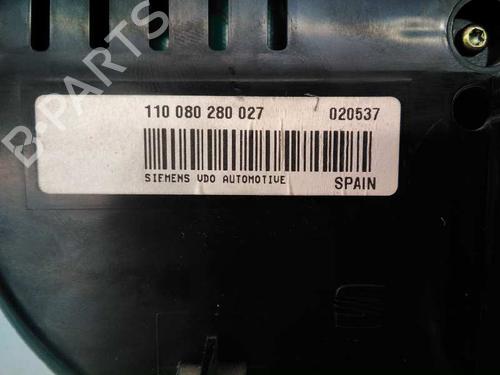 B-PARTS
110 080 280 027 020537
SIEMENS VDO AUTOMOTIVE SPAIN